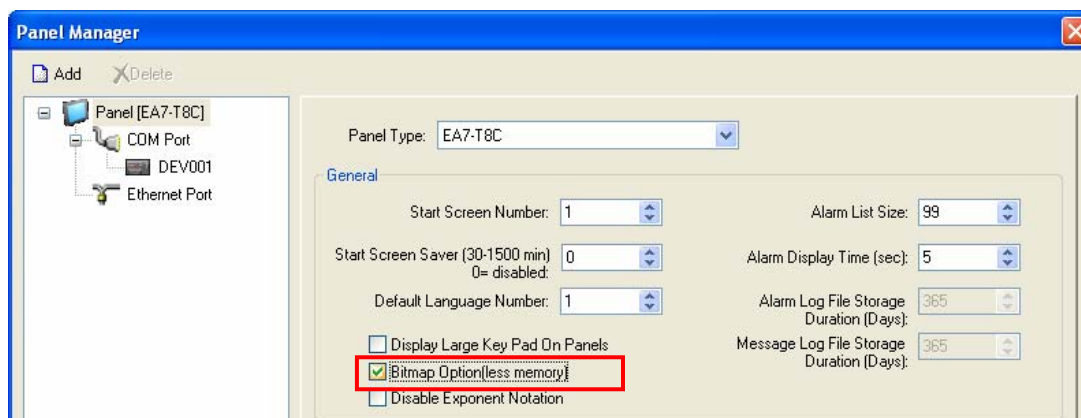 Panel Manager
Add
Delete
Panel [EA7-T8C]
COM Port
DEV001
Ethernet Port
Panel Type: EA7-T8C
General
Start Screen Number: 1
Start Screen Saver (30-1500 min)
0= disabled: 0
Default Language Number: 1
Display Large Key Pad On Panels
Bitmap Option(less memory)
Disable Exponent Notation
Alarm List Size: 99
Alarm Display Time (sec): 5
Alarm Log File Storage
Duration (Days): 365
Message Log File Storage
Duration (Days): 365